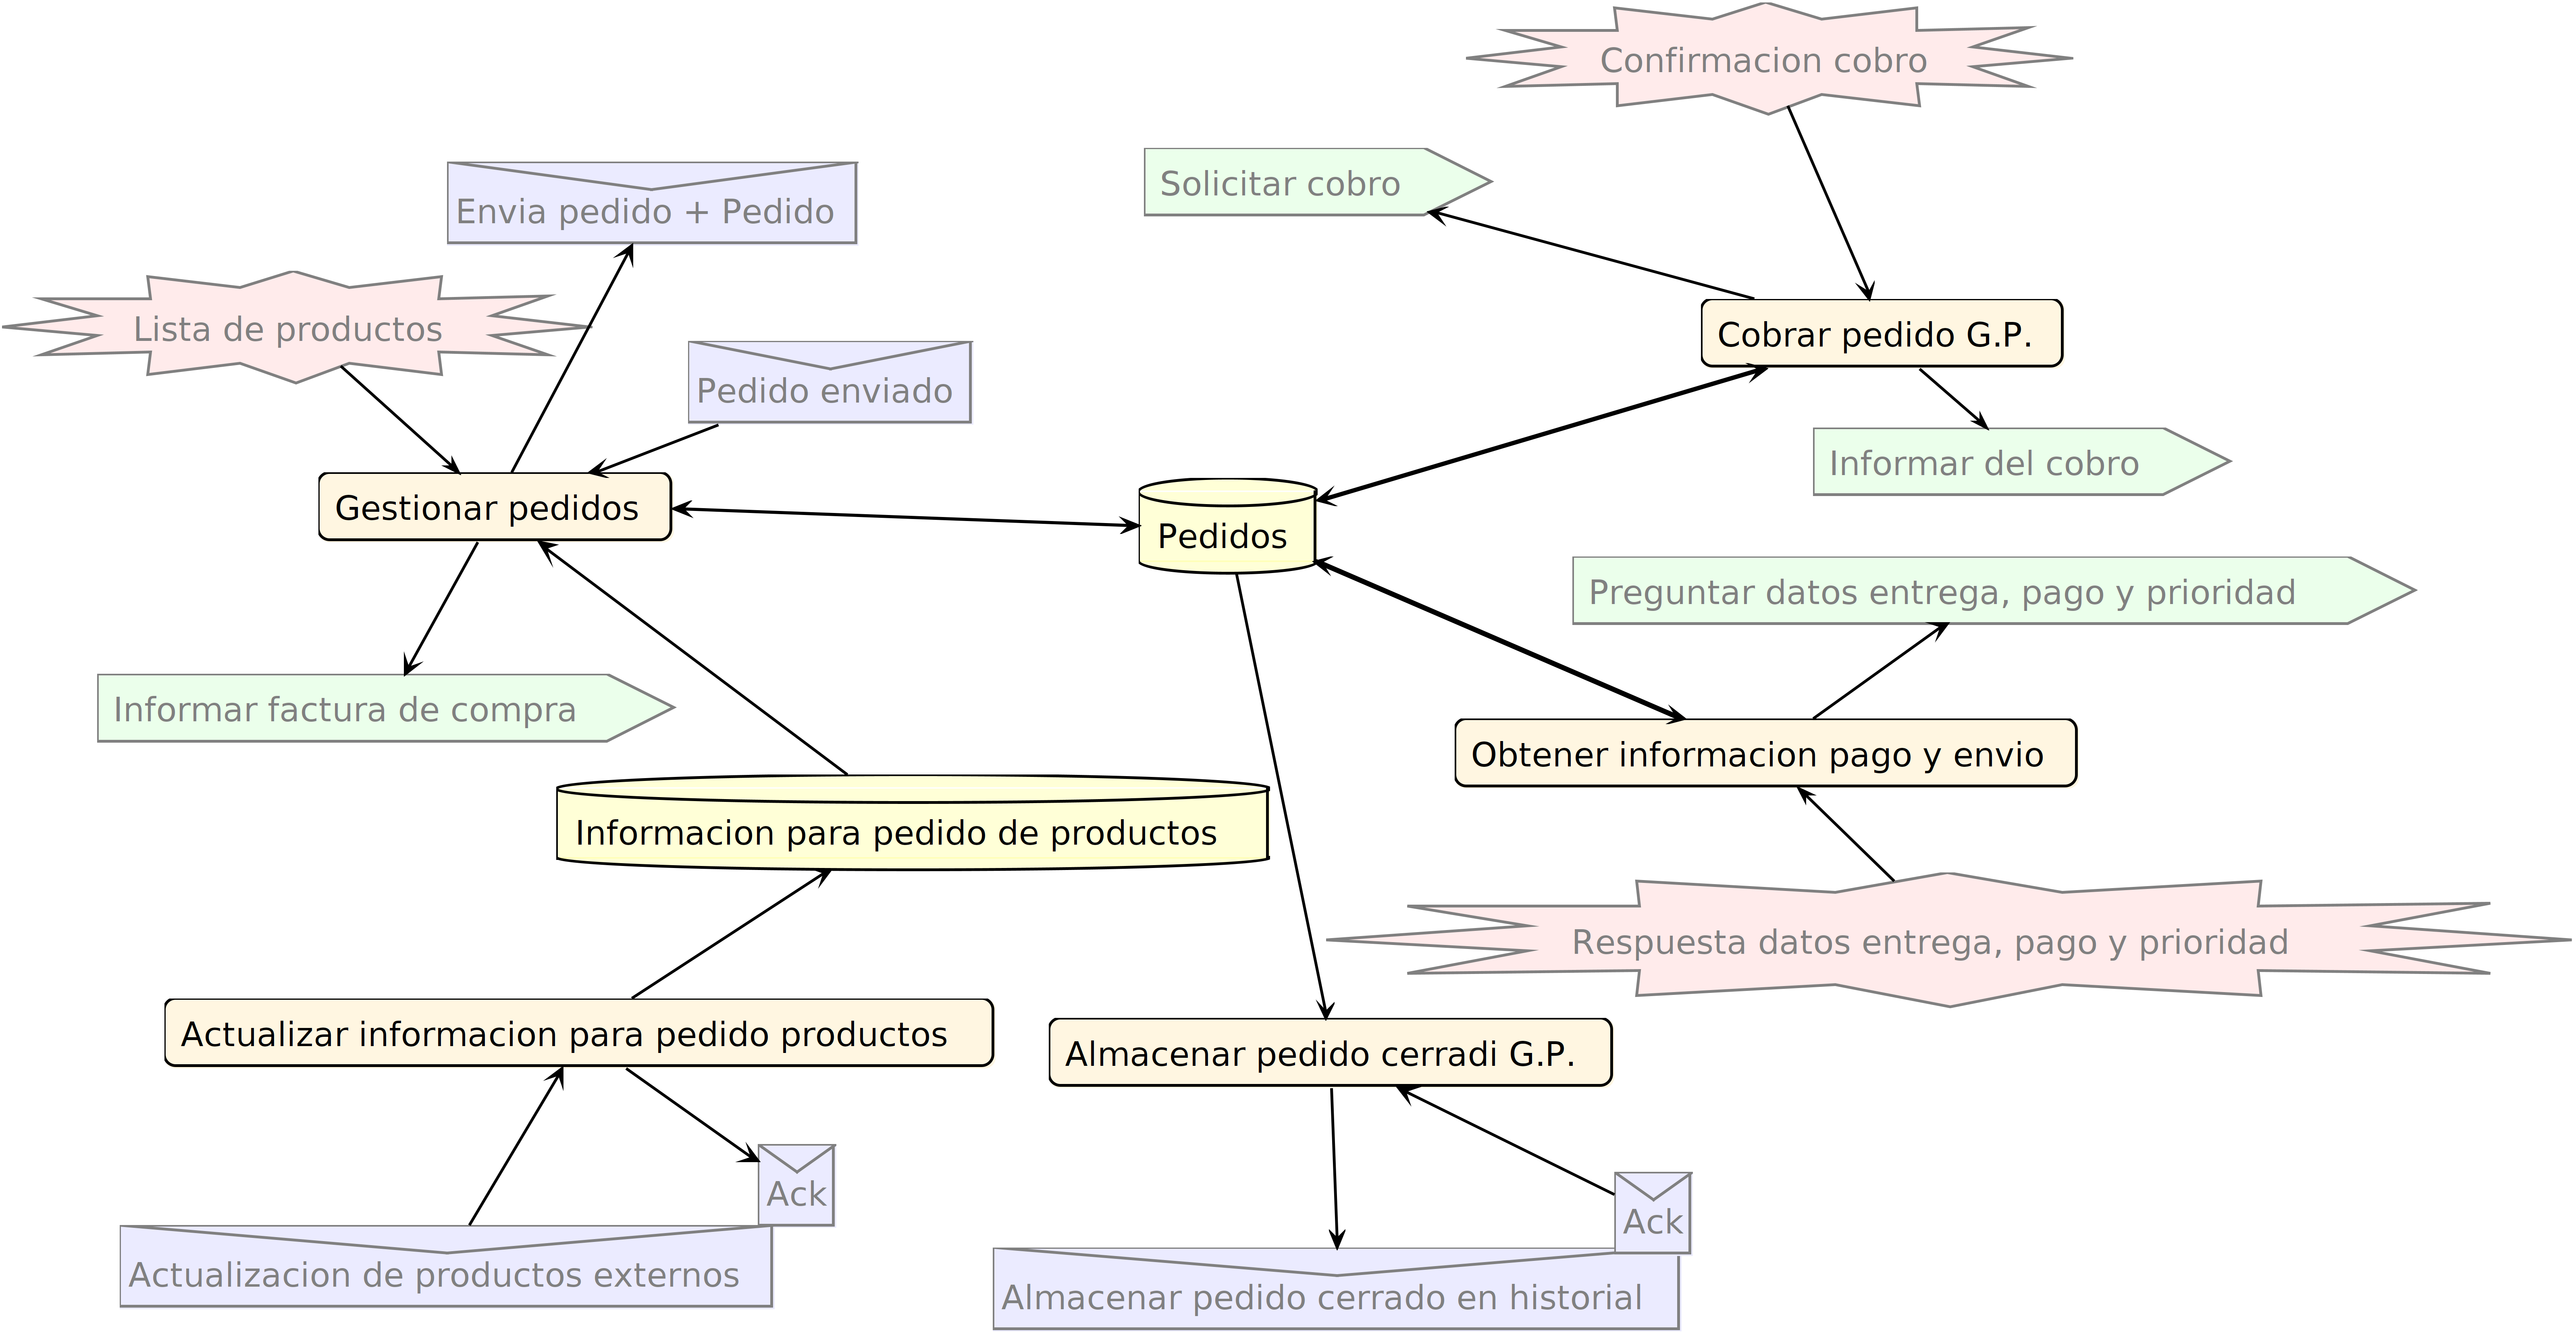 Confirmacion cobro
Solicitar cobro
Envia pedido + Pedido
Lista de productos
Cobrar pedido G.P.
Pedido enviado
Informar del cobro
Gestionar pedidos
Pedidos
Preguntar datos entrega, pago y prioridad
Informar factura de compra
Obtener informacion pago y envio
Informacion para pedido de productos
Respuesta datos entrega, pago y prioridad
Actualizar informacion para pedido productos
Almacenar pedido cerradi G.P.
Ack
Ack
Actualizacion de productos externos
Almacenar pedido cerrado en historial